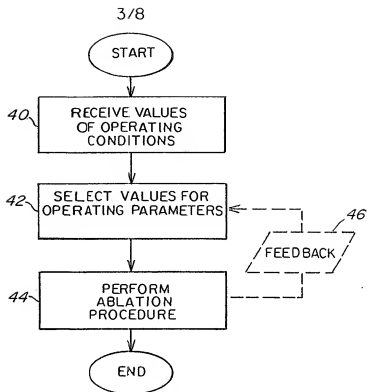 3/8
START
40
RECEIVE VALUES
OF OPERATING
CONDITIONS
42
SELECT VALUES FOR
OPERATING PARAMETERS
46
FEEDBACK
44
PERFORM
ABLATION
PROCEDURE
END